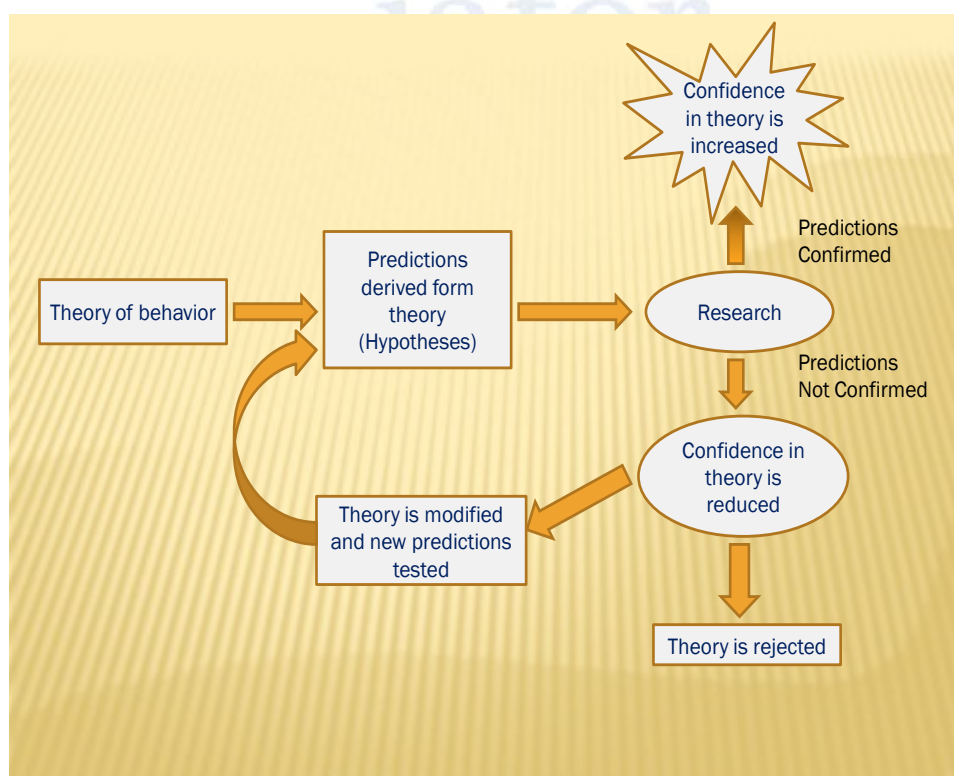 Confidence
in theory is
increased
Predictions
Confirmed
Predictions
derived form
theory
(Hypotheses)
Theory of behavior
Research
Predictions
Not Confirmed
Confidence in
theory is
reduced
Theory is modified
and new predictions
tested
Theory is rejected